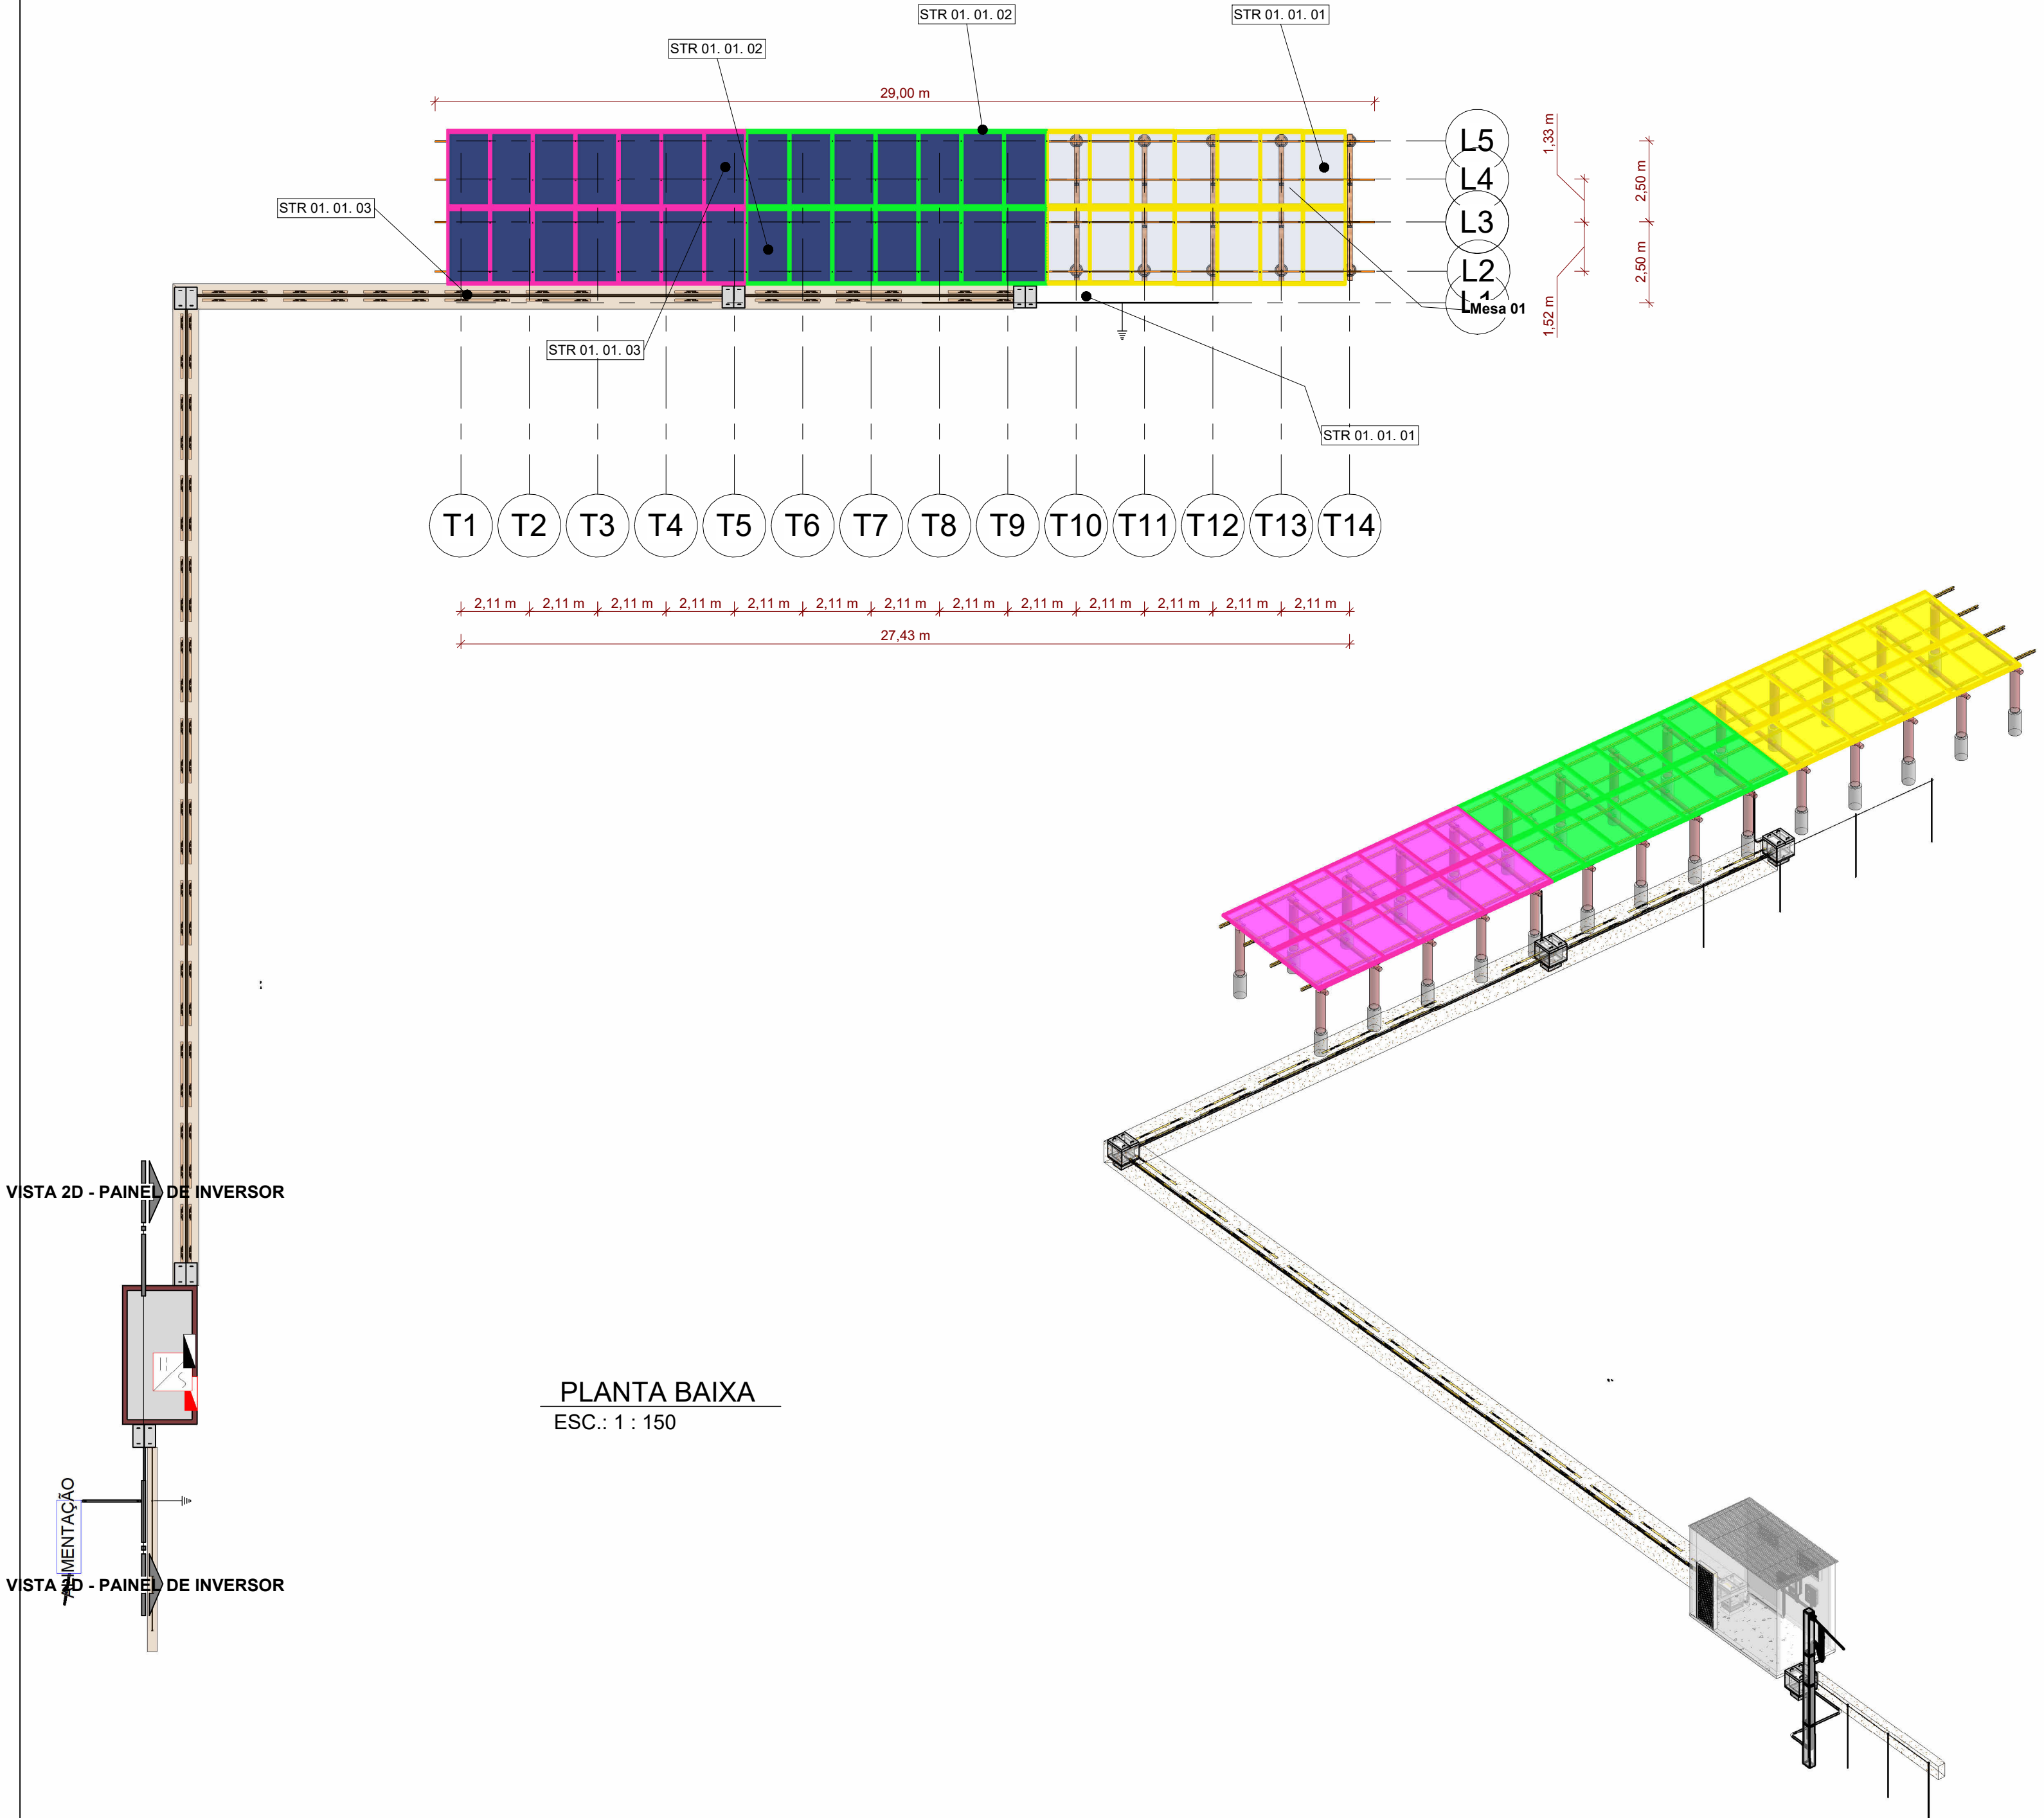 STR 01. 01. 02
STR 01. 01. 01
STR 01. 01. 02
29,00 m
L5
L4
L3
L2
L1
Mesa 01
1,33 m
2,50 m
2,50 m
1,52 m
STR 01. 01. 03
STR 01. 01. 03
STR 01. 01. 01
T1 T2 T3 T4 T5 T6 T7 T8 T9 T10 T11 T12 T13 T14
2,11 m 2,11 m 2,11 m 2,11 m 2,11 m 2,11 m 2,11 m 2,11 m 2,11 m 2,11 m 2,11 m 2,11 m 2,11 m
27,43 m
VISTA 2D - PAINEL DE INVERSOR
PLANTA BAIXA
ESC.: 1 : 150
ALIMENTAÇÃO
VISTA 2D - PAINEL DE INVERSOR